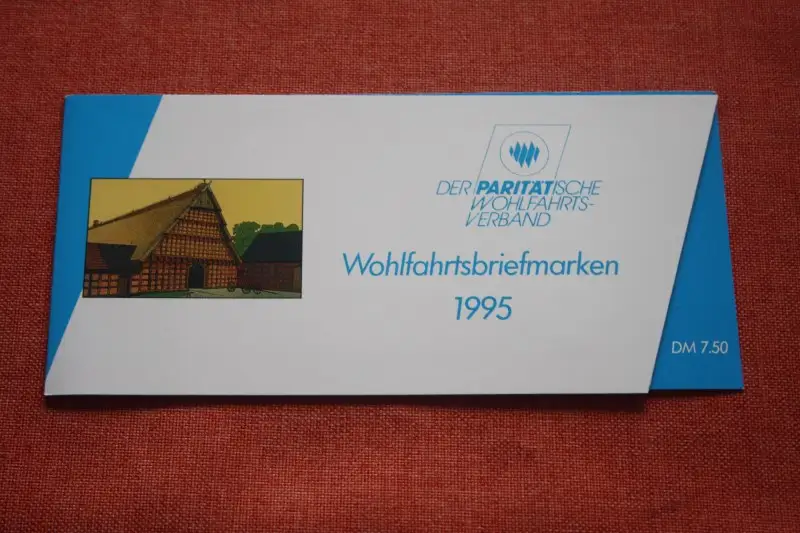 DER PARITÄTISCHE
WOHLFAHRTS-
VERBAND
Wohlfahrtsbriefmarken
1995
DM 7.50